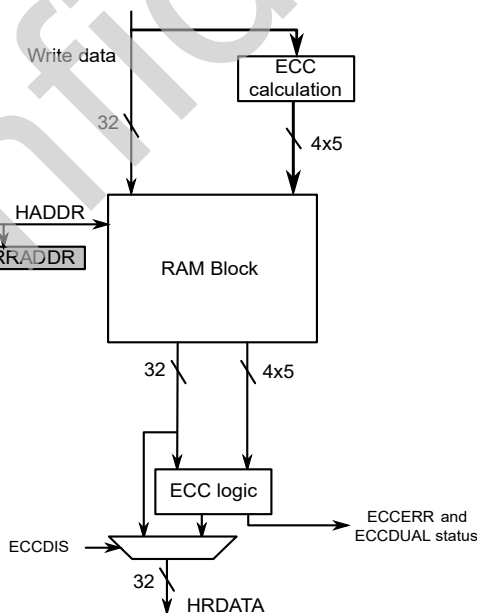 Write data
ECC
calculation
32
4x5
HADDR
RRADDR
RAM Block
32
4x5
ECC logic
ECCERR and
ECCDUAL status
ECCDIS
32
HRDATA